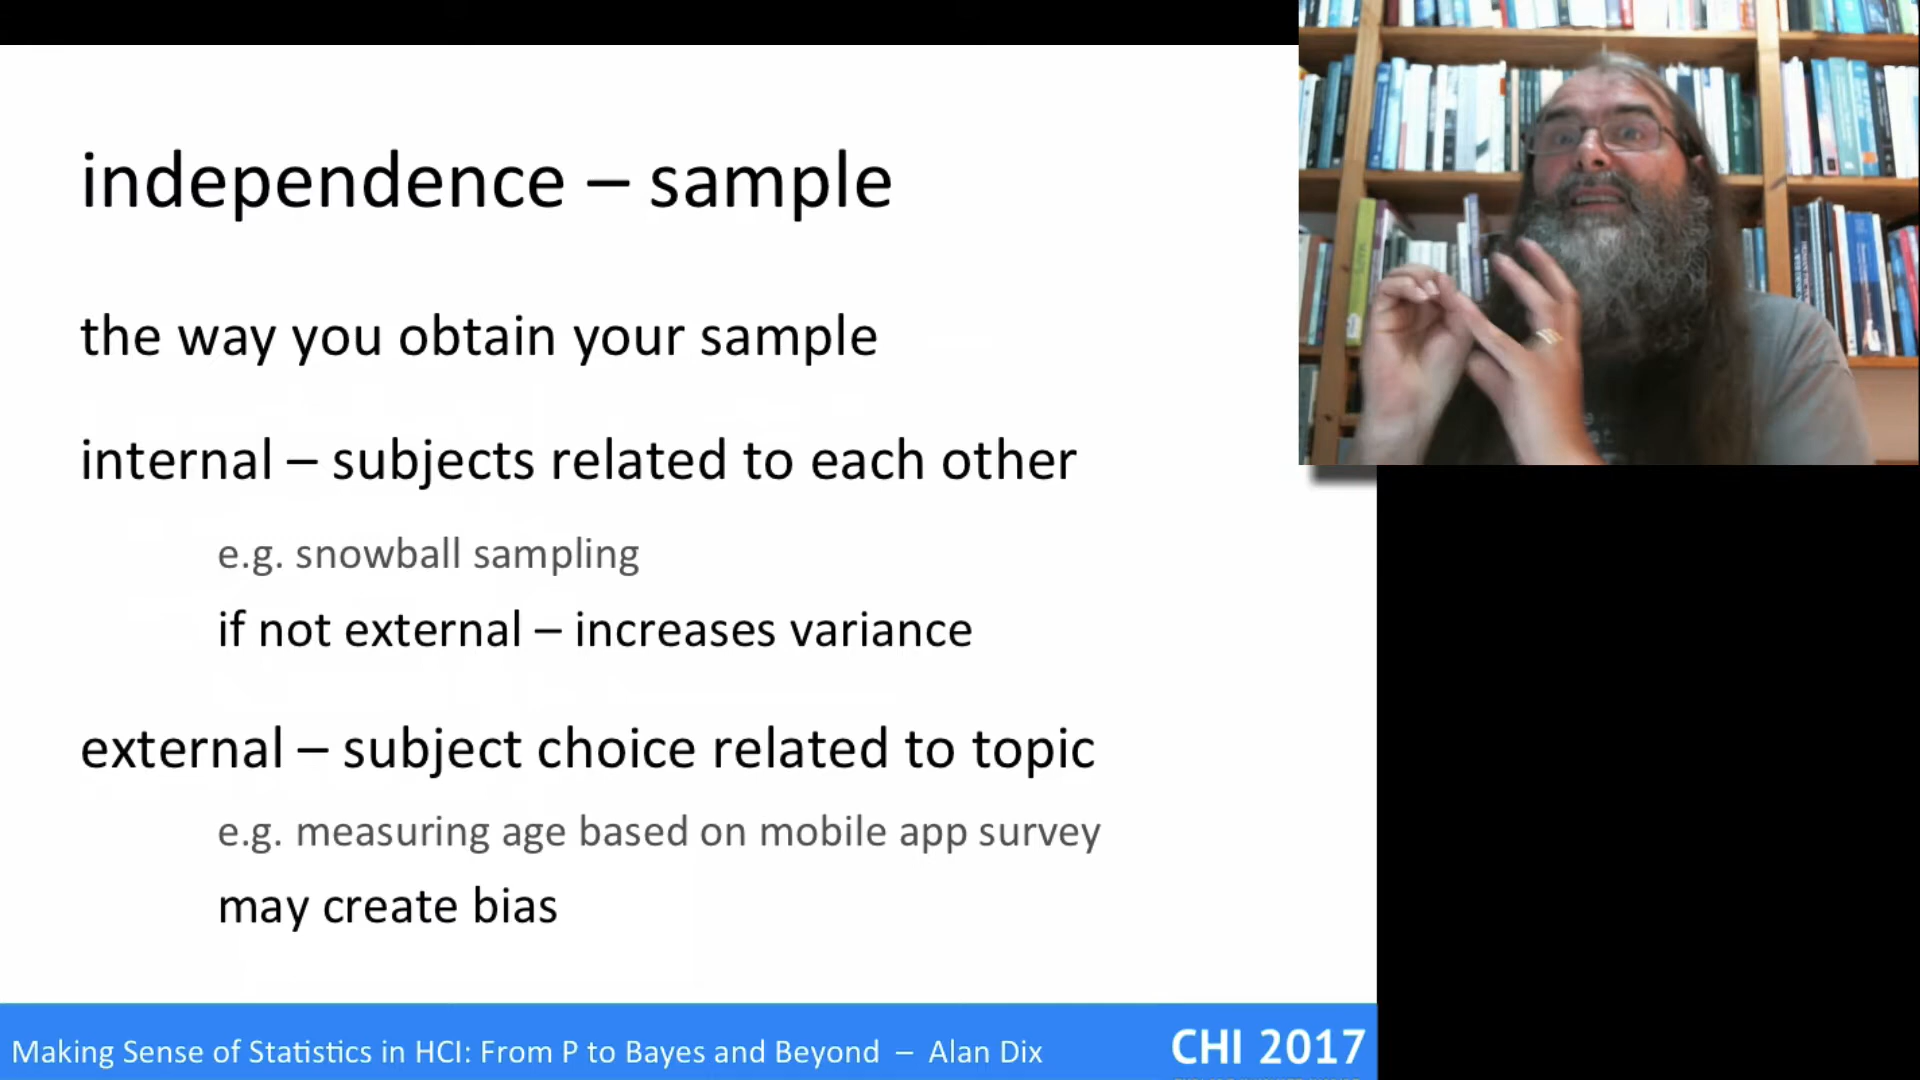 independence – sample
the way you obtain your sample
internal – subjects related to each other
e.g. snowball sampling
if not external – increases variance
external – subject choice related to topic
e.g. measuring age based on mobile app survey
may create bias
Making Sense of Statistics in HCI: From P to Bayes and Beyond – Alan Dix
CHI 2017